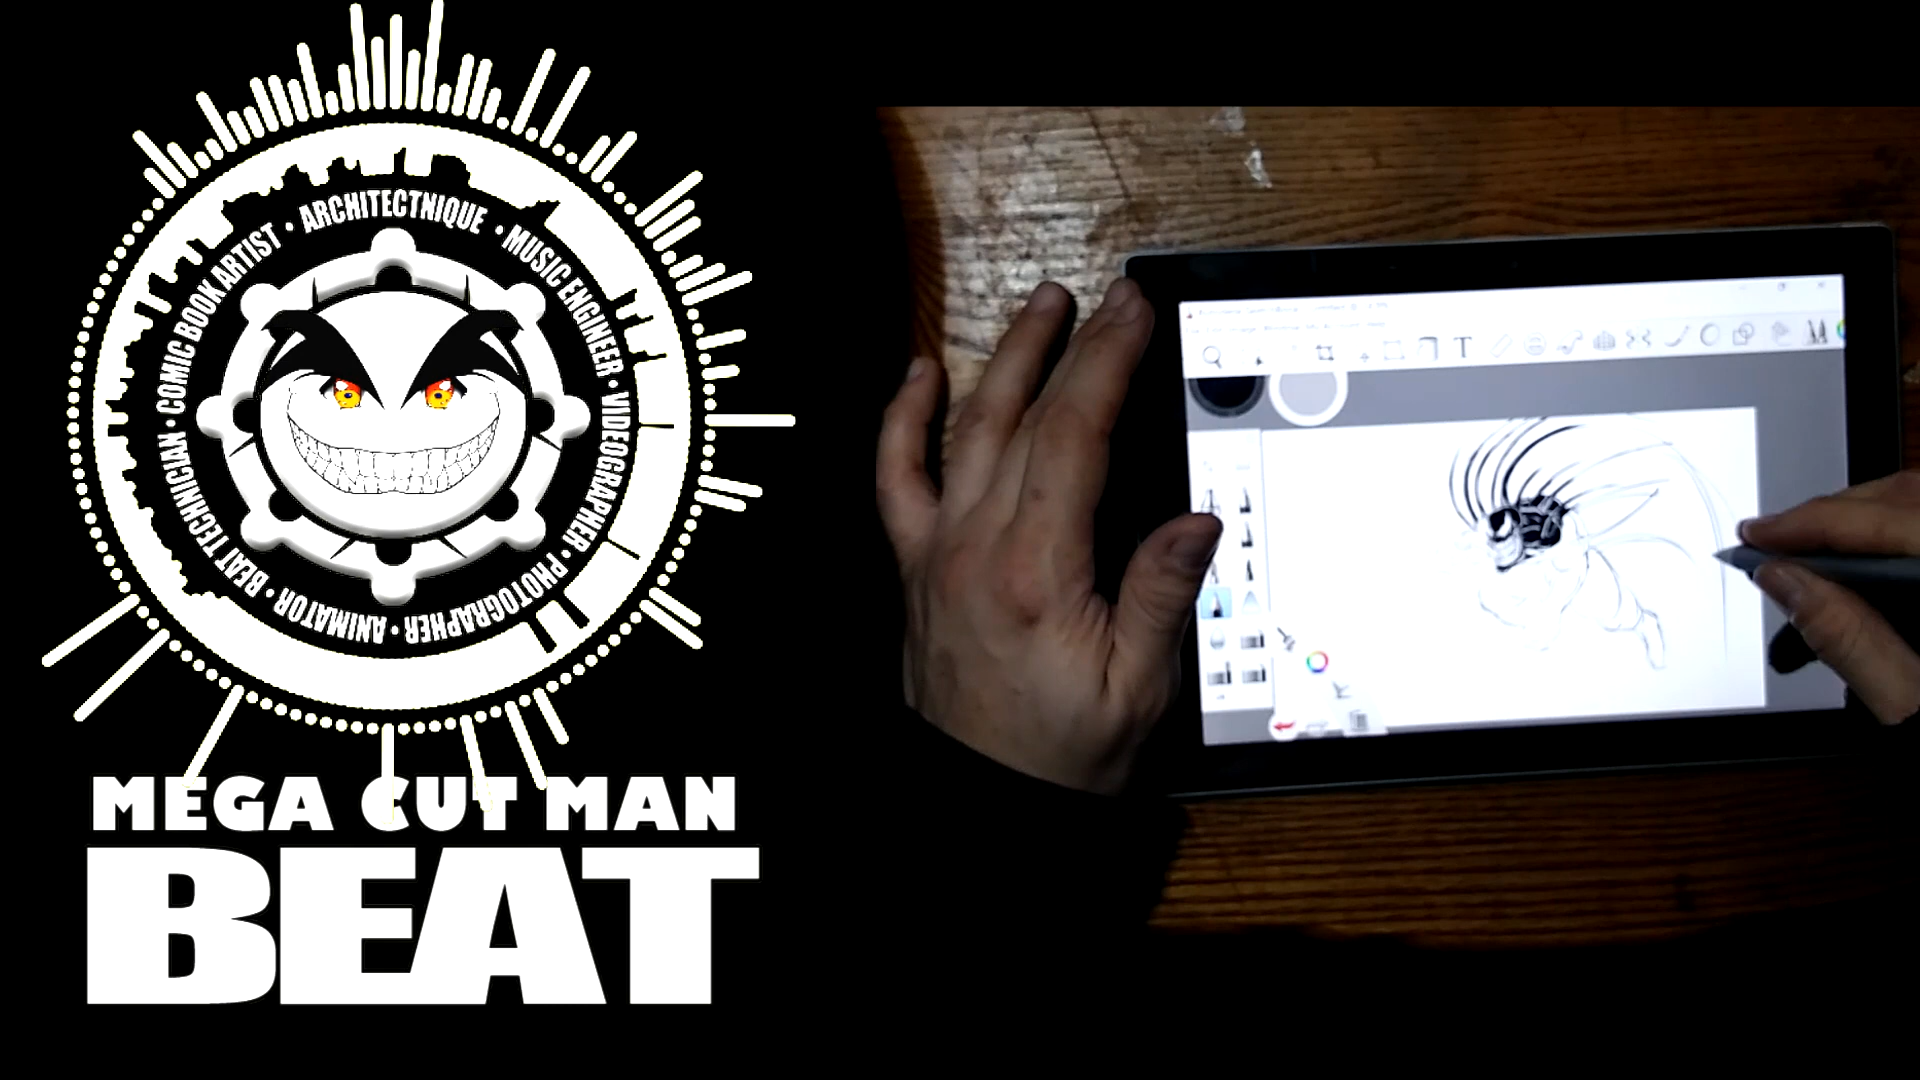 ARCHITECTNIQUE • MUSIC ENGINEER • VIDEOGRAPHER • PHOTOGRAPHER • ANIMATOR • BEAT TECHNICIAN • COMIC BOOK ARTIST •
MEGA CUT MAN
BEAT
T